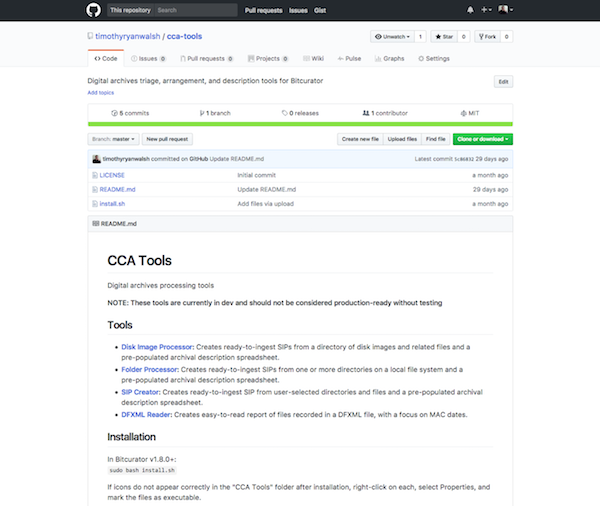 This repository Search Pull requests Issues Gist
timothyryanwalsh / cca-tools Unwatch 1 Star 0 Fork 0
Code Issues 0 Pull requests 0 Projects 0 Wiki Pulse Graphs Settings
Digital archives triage, arrangement, and description tools for Bitcurator Edit
Add topics
5 commits 1 branch 0 releases 1 contributor MIT
Branch: master New pull request Create new file Upload files Find file Clone or download
timothyryanwalsh committed on GitHub Update README.md Latest commit 29 days ago
LICENSE Initial commit a month ago
README.md Update README.md 29 days ago
install.sh Add files via upload a month ago
README.md
CCA Tools
Digital archives processing tools
NOTE: These tools are currently in dev and should not be considered production-ready without testing
Tools
• Disk Image Processor: Creates ready-to-ingest SIPs from a directory of disk images and related files and a
pre-populated archival description spreadsheet.
• Folder Processor: Creates ready-to-ingest SIPs from one or more directories on a local file system and a
pre-populated archival description spreadsheet.
• SIP Creator: Creates ready-to-ingest SIP from user-selected directories and files and a pre-populated archival
description spreadsheet.
• DFXML Reader: Creates easy-to-read report of files recorded in a DFXML file, with a focus on MAC dates.
Installation
In Bitcurator v1.8.0+:
sudo bash install.sh
If icons do not appear correctly in the "CCA Tools" folder after installation, right-click on each, select Properties, and
mark the files as executable.